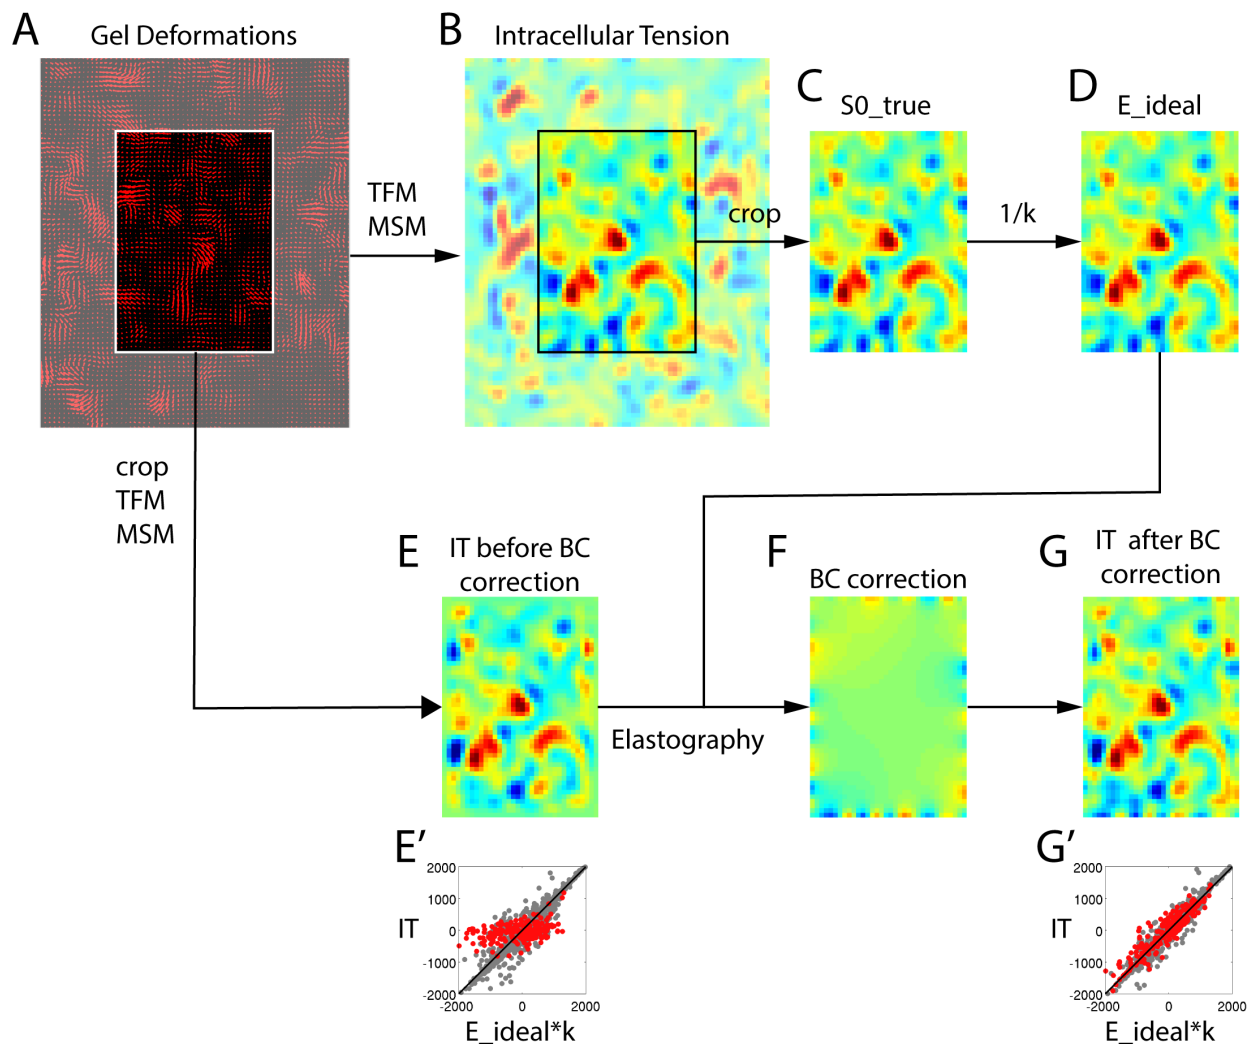 A
Gel Deformations
B
Intracellular Tension
C
S0_true
D
E_ideal
TFM
MSM
crop
1/k
crop
TFM
MSM
E
IT before BC
correction
F
BC correction
G
IT after BC
correction
Elastography
E’
2000
1000
0
-1000
-2000
IT
-2000 0 2000
E_ideal*k
G’
2000
1000
0
-1000
-2000
IT
-2000 0 2000
E_ideal*k